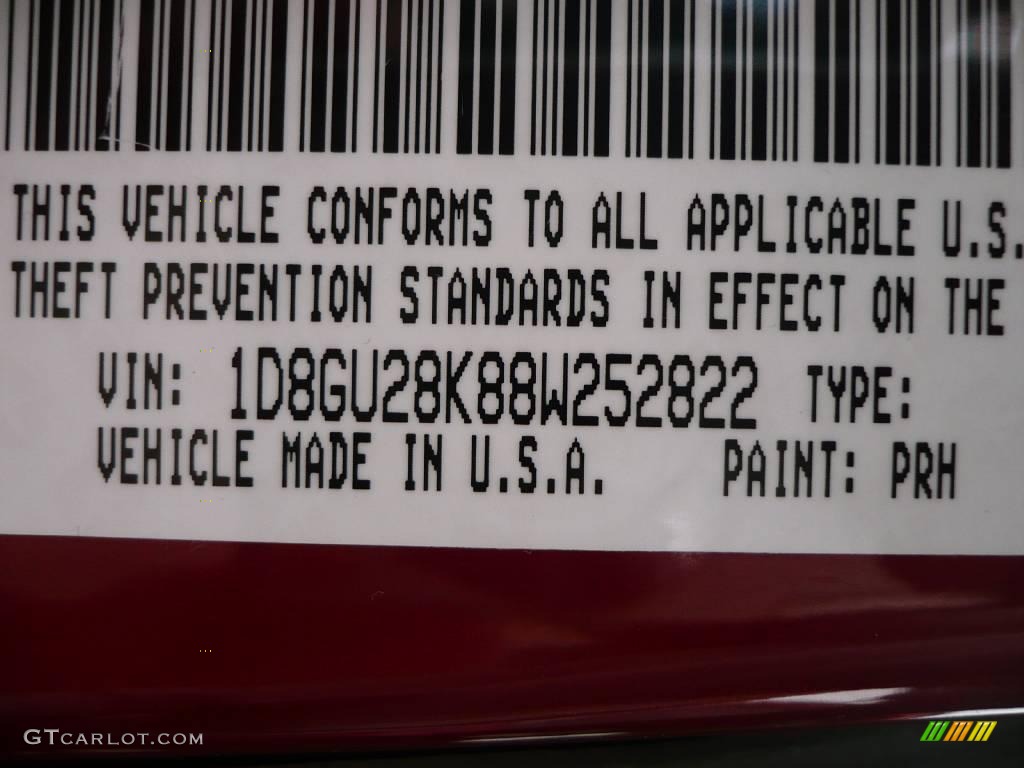 THIS VEHICLE CONFORMS TO ALL APPLICABLE U.S.
THEFT PREVENTION STANDARDS IN EFFECT ON THE
VIN: 1D8GU28K88W252822 TYPE:
VEHICLE MADE IN U.S.A. PAINT: PRH
GTCARLOT.COM